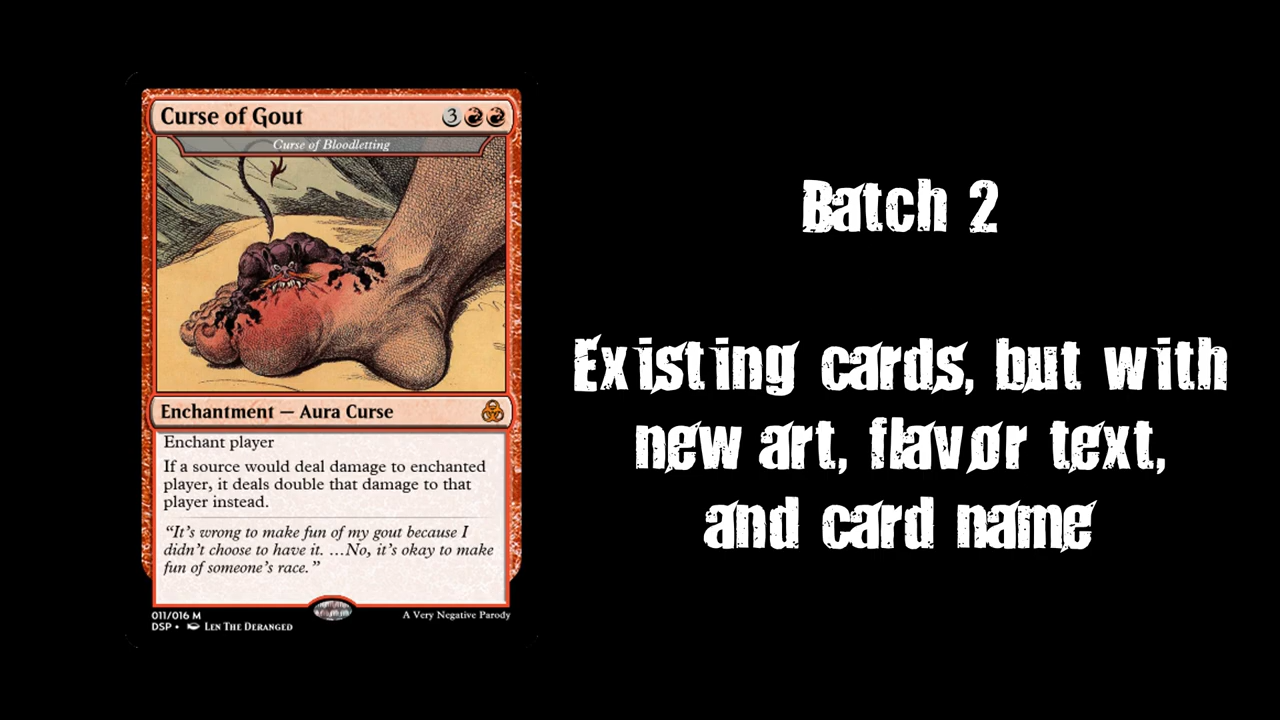 Curse of Gout 3
Curse of Bloodletting
Enchantment — Aura Curse
Enchant player
If a source would deal damage to enchanted
player, it deals double that damage to that
player instead.
“It’s wrong to make fun of my gout because I
didn’t choose to have it. …No, it’s okay to make
fun of someone’s race.”
011/016 M
DSP • Len The Deranged
A Very Negative Parody
Batch 2
Existing cards, but with
new art, flavor text,
and card name